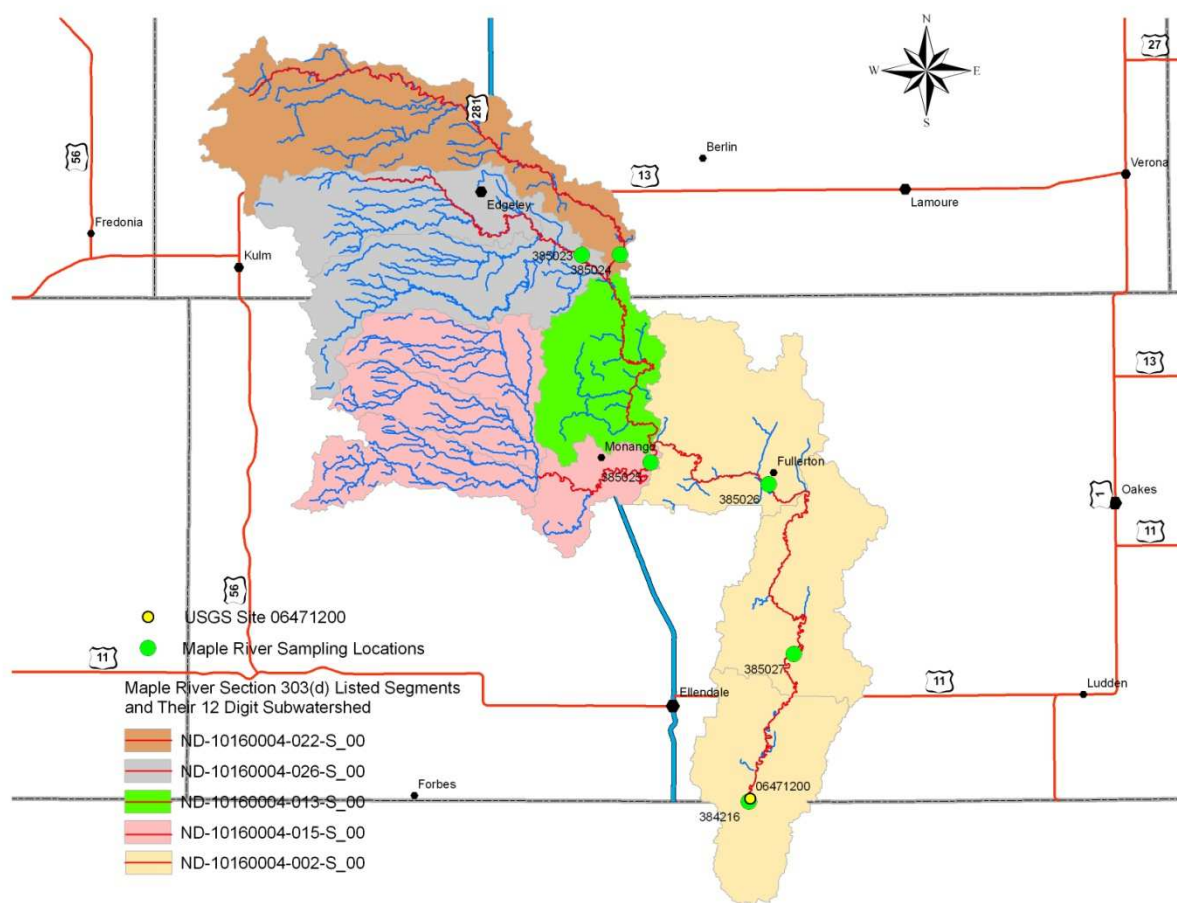 N
W
E
S
27
56
281
Berlin
13
Verona
Edgeley
Lamoure
Fredonia
Kulm
385023
385024
13
Monango
Fullerton
385025
385026
1
Oakes
11
56
USGS Site 06471200
Maple River Sampling Locations
385027
11
11
Ludden
Ellendale
Maple River Section 303(d) Listed Segments
and Their 12 Digit Subwatershed
ND-10160004-022-S_00
ND-10160004-026-S_00
Forbes
06471200
ND-10160004-013-S_00
384216
ND-10160004-015-S_00
ND-10160004-002-S_00